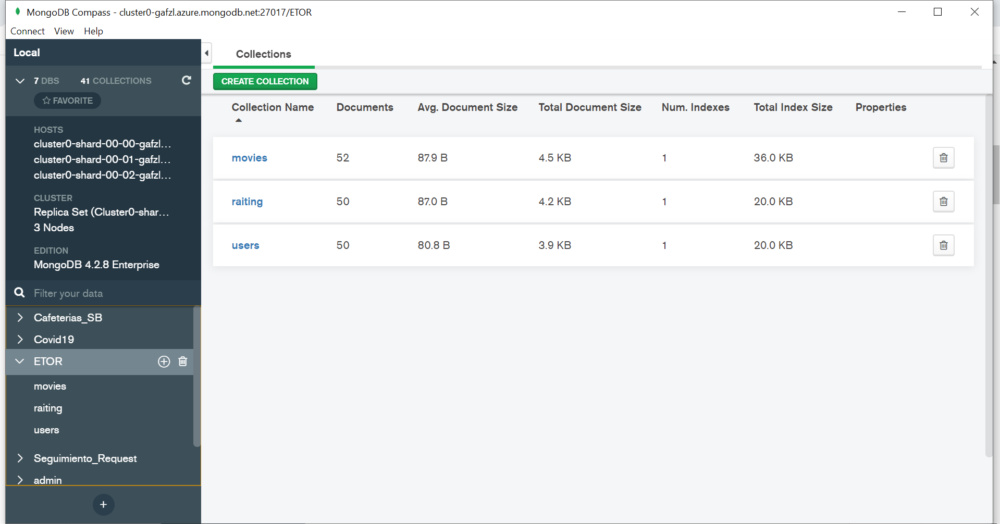 MongoDB Compass - cluster0-gafzl.azure.mongodb.net:27017/ETOR
Connect View Help
Local
7 DBS 41 COLLECTIONS
FAVORITE
HOSTS
cluster0-shard-00-00-gafzl...
cluster0-shard-00-01-gafzl...
cluster0-shard-00-02-gafzl...
CLUSTER
Replica Set (Cluster0-shar...
3 Nodes
EDITION
MongoDB 4.2.8 Enterprise
Filter your data
Cafeterias_SB
Covid19
ETOR
movies
raiting
users
Seguimiento_Request
admin
+
Collections
CREATE COLLECTION
Collection Name Documents Avg. Document Size Total Document Size Num. Indexes Total Index Size Properties
movies 52 87.9 B 4.5 KB 1 36.0 KB
raiting 50 87.0 B 4.2 KB 1 20.0 KB
users 50 80.8 B 3.9 KB 1 20.0 KB